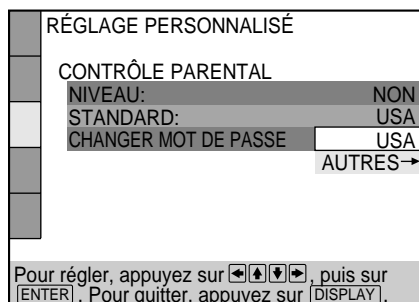 RÉGLAGE PERSONNALISÉ
CONTRÔLE PARENTAL
NIVEAU: NON
STANDARD: USA
CHANGER MOT DE PASSE USA
AUTRES→
Pour régler, appuyez sur ←↑↓→, puis sur
ENTER. Pour quitter, appuyez sur DISPLAY.